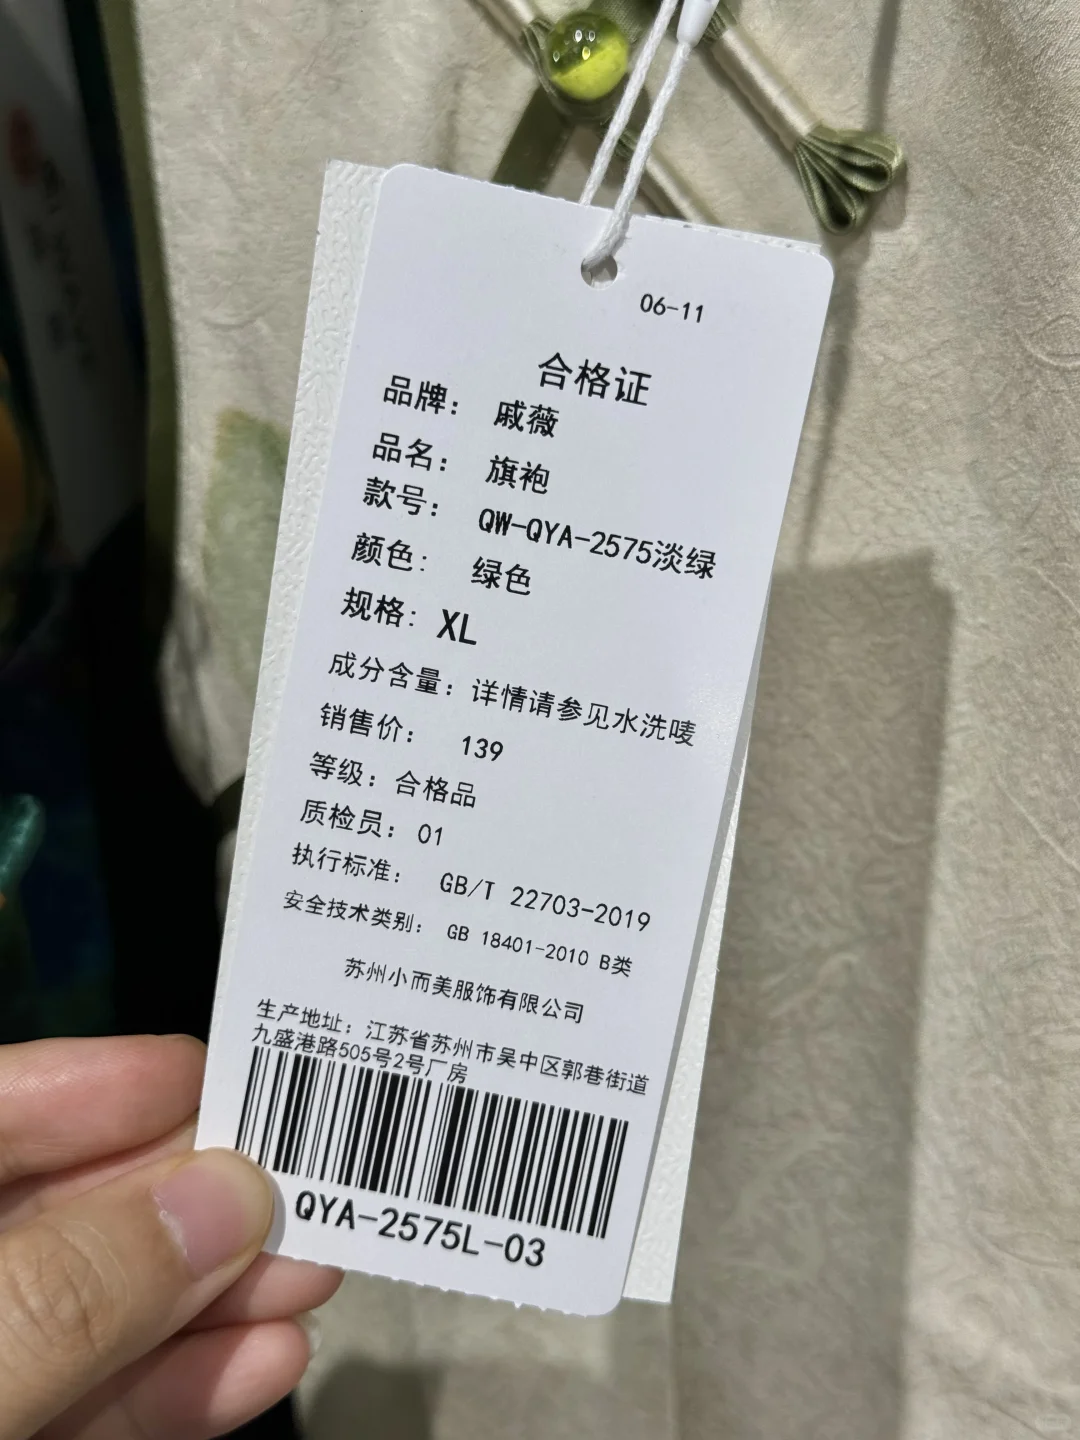 06-11
合格证
品牌： 戚薇
品名： 旗袍
款号： QW-QYA-2575淡绿
颜色： 绿色
规格： XL
成分含量： 详情请参见水洗唛
销售价： 139
等级： 合格品
质检员： 01
执行标准： GB/T 22703-2019
安全技术类别： GB 18401-2010 B类
苏州小而美服饰有限公司
生产地址： 江苏省苏州市吴中区郭巷街道
九盛港路505号2号厂房
QYA-2575L-03